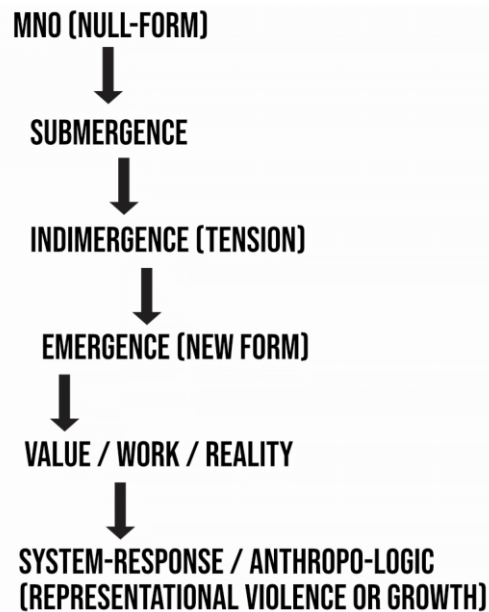 MNO (NULL-FORM)
SUBMERGENCE
INDIMERGENCE (TENSION)
EMERGENCE (NEW FORM)
VALUE / WORK / REALITY
SYSTEM-RESPONSE / ANTHROPO-LOGIC
(REPRESENTATIONAL VIOLENCE OR GROWTH)